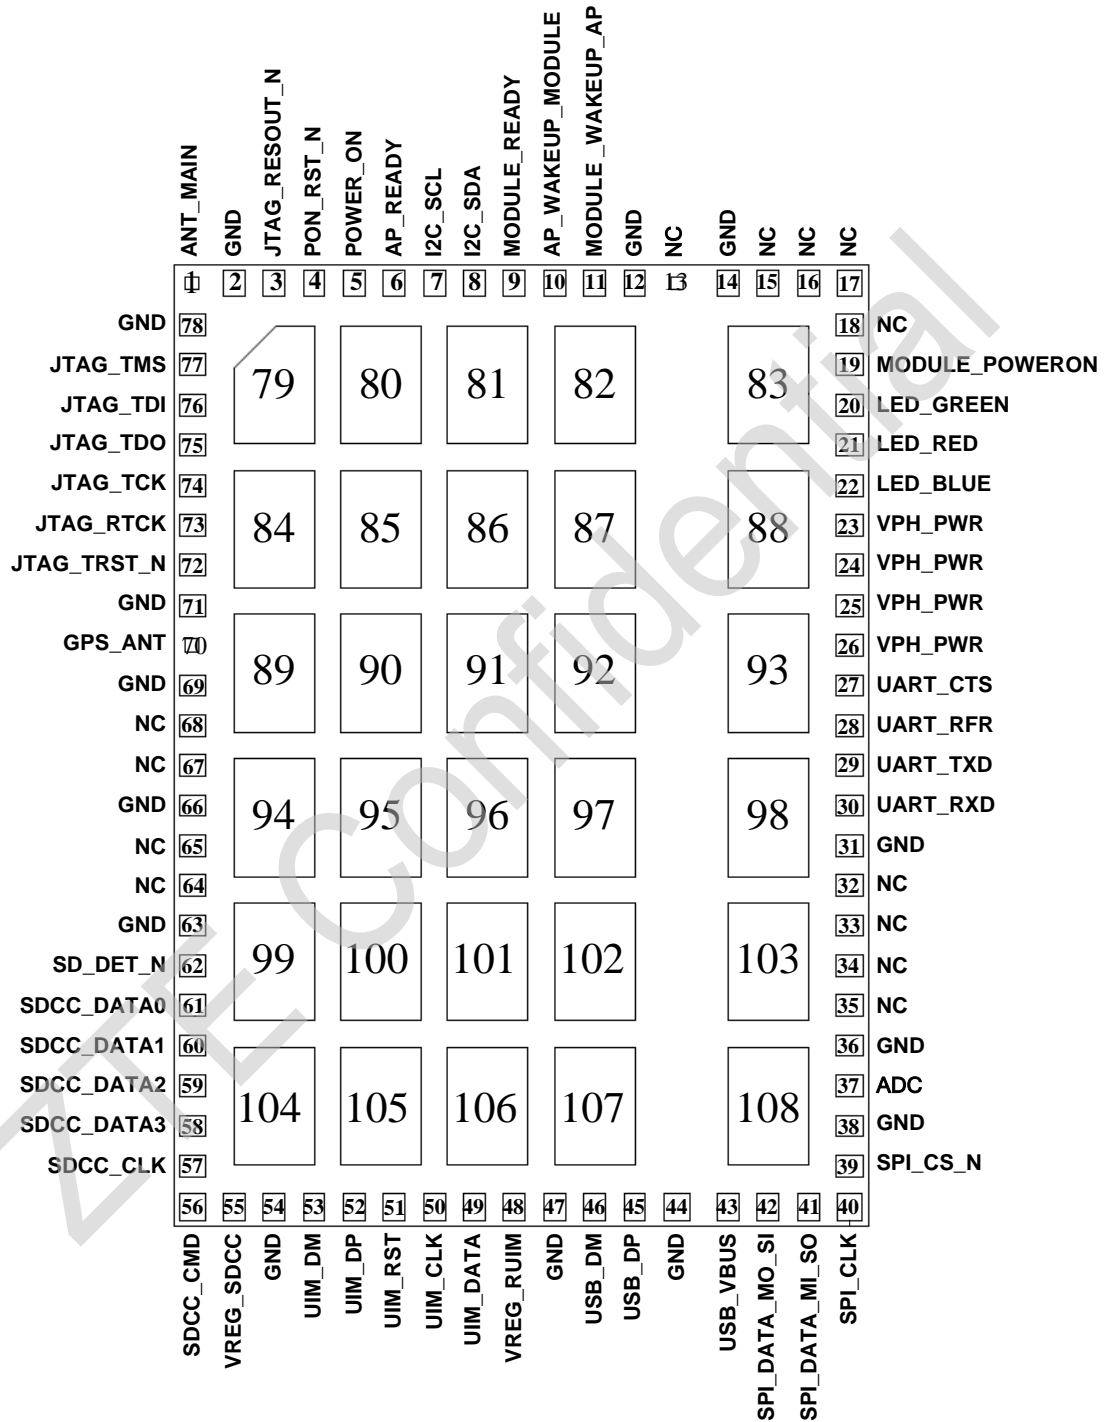 ANT_MAIN
GND
JTAG_RESOUT_N
PON_RST_N
POWER_ON
AP_READY
I2C_SCL
I2C_SDA
MODULE_READY
AP_WAKEUP_MODULE
MODULE_WAKEUP_AP
GND
NC
GND
NC
NC
NC
1 2 3 4 5 6 7 8 9 10 11 12 13 14 15 16 17
GND 78
18 NC
JTAG_TMS 77
19 MODULE_POWERON
JTAG_TDI 76
20 LED_GREEN
JTAG_TDO 75
21 LED_RED
79 80 81 82 83
JTAG_TCK 74
22 LED_BLUE
JTAG_RTCK 73
23 VPH_PWR
JTAG_TRST_N 72
24 VPH_PWR
84 85 86 87 88
GND 71
25 VPH_PWR
GPS_ANT 70
26 VPH_PWR
GND 69
27 UART_CTS
NC 68
28 UART_RFR
89 90 91 92 93
NC 67
29 UART_TXD
GND 66
30 UART_RXD
NC 65
31 GND
NC 64
32 NC
94 95 96 97 98
GND 63
33 NC
SD_DET_N 62
34 NC
SDCC_DATA0 61
35 NC
99 100 101 102 103
SDCC_DATA1 60
36 GND
SDCC_DATA2 59
37 ADC
SDCC_DATA3 58
38 GND
SDCC_CLK 57
39 SPI_CS_N
104 105 106 107 108
56 55 54 53 52 51 50 49 48 47 46 45 44 43 42 41 40
SDCC_CMD
VREG_SDCC
GND
UIM_DM
UIM_DP
UIM_RST
UIM_CLK
UIM_DATA
VREG_RUIM
GND
USB_DM
USB_DP
GND
USB_VBUS
SPI_DATA_MO_SI
SPI_DATA_MI_SO
SPI_CLK
ZTE Confidential